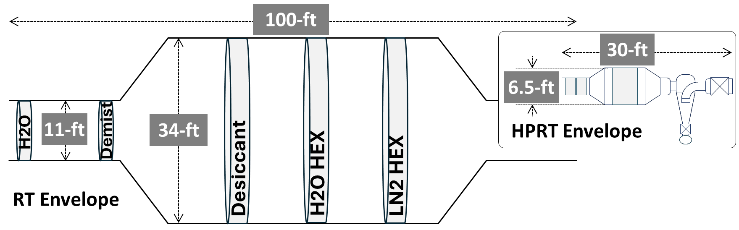 100-ft
30-ft
6.5-ft
HPRT Envelope
H2O
11-ft
Demist
34-ft
Desiccant
H2O HEX
LN2 HEX
RT Envelope